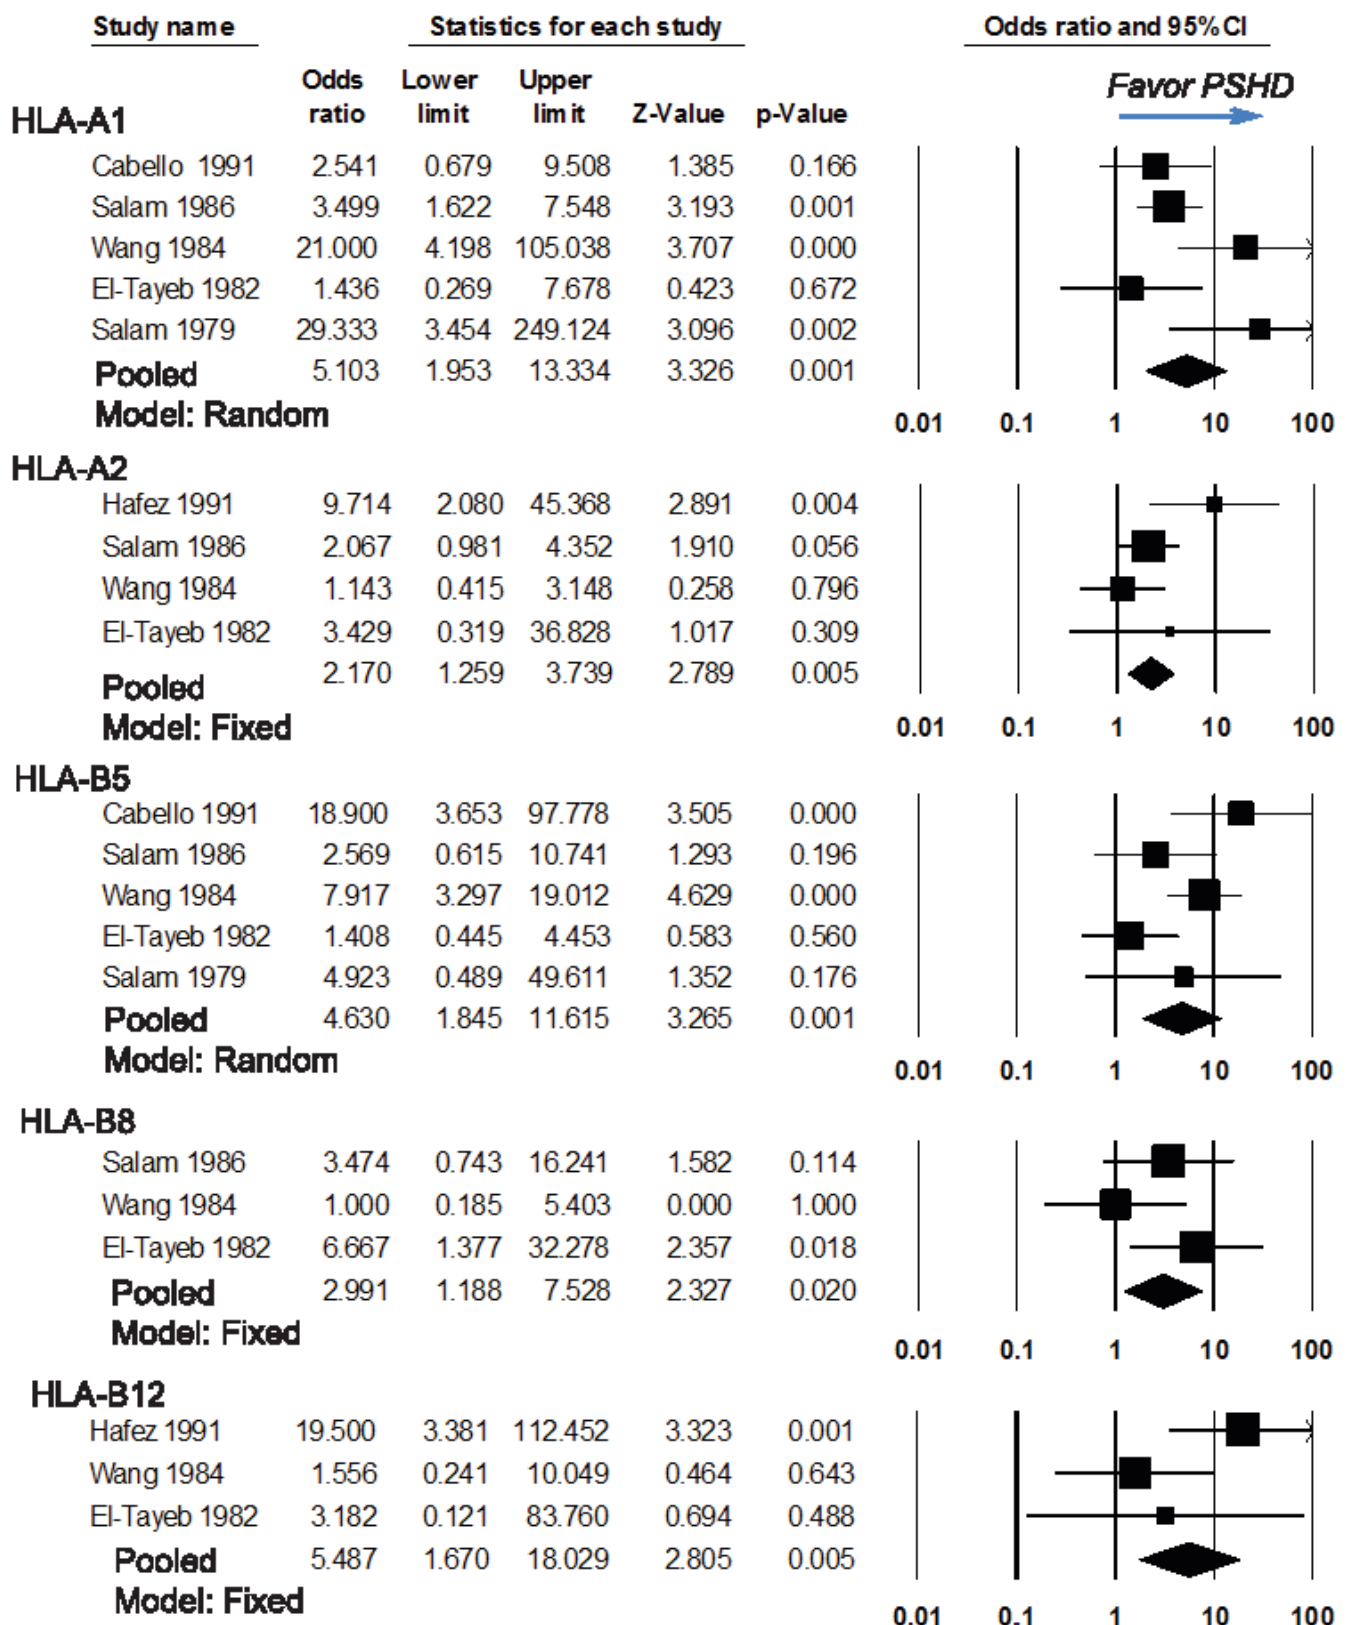 Study name Statistics for each study Odds ratio and 95% CI
Odds Lower Upper Favor PSHD
HLA-A1 ratio limit limit Z-Value p-Value
Cabello 1991 2.541 0.679 9.508 1.385 0.166
Salam 1986 3.499 1.622 7.548 3.193 0.001
Wang 1984 21.000 4.198 105.038 3.707 0.000
El-Tayeb 1982 1.436 0.269 7.678 0.423 0.672
Salam 1979 29.333 3.454 249.124 3.096 0.002
Pooled 5.103 1.953 13.334 3.326 0.001
Model: Random 0.01 0.1 1 10 100
HLA-A2
Hafez 1991 9.714 2.080 45.368 2.891 0.004
Salam 1986 2.067 0.981 4.352 1.910 0.056
Wang 1984 1.143 0.415 3.148 0.258 0.796
El-Tayeb 1982 3.429 0.319 36.828 1.017 0.309
Pooled 2.170 1.259 3.739 2.789 0.005
Model: Fixed 0.01 0.1 1 10 100
HLA-B5
Cabello 1991 18.900 3.653 97.778 3.505 0.000
Salam 1986 2.569 0.615 10.741 1.293 0.196
Wang 1984 7.917 3.297 19.012 4.629 0.000
El-Tayeb 1982 1.408 0.445 4.453 0.583 0.560
Salam 1979 4.923 0.489 49.611 1.352 0.176
Pooled 4.630 1.845 11.615 3.265 0.001
Model: Random 0.01 0.1 1 10 100
HLA-B8
Salam 1986 3.474 0.743 16.241 1.582 0.114
Wang 1984 1.000 0.185 5.403 0.000 1.000
El-Tayeb 1982 6.667 1.377 32.278 2.357 0.018
Pooled 2.991 1.188 7.528 2.327 0.020
Model: Fixed 0.01 0.1 1 10 100
HLA-B12
Hafez 1991 19.500 3.381 112.452 3.323 0.001
Wang 1984 1.556 0.241 10.049 0.464 0.643
El-Tayeb 1982 3.182 0.121 83.760 0.694 0.488
Pooled 5.487 1.670 18.029 2.805 0.005
Model: Fixed 0.01 0.1 1 10 100